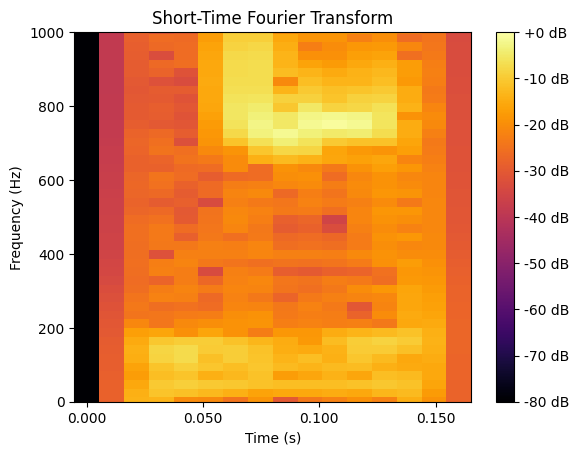 Short-Time Fourier Transform
1000
800
600
400
200
0
Frequency (Hz)
0.000
0.050
0.100
0.150
Time (s)
+0 dB
-10 dB
-20 dB
-30 dB
-40 dB
-50 dB
-60 dB
-70 dB
-80 dB